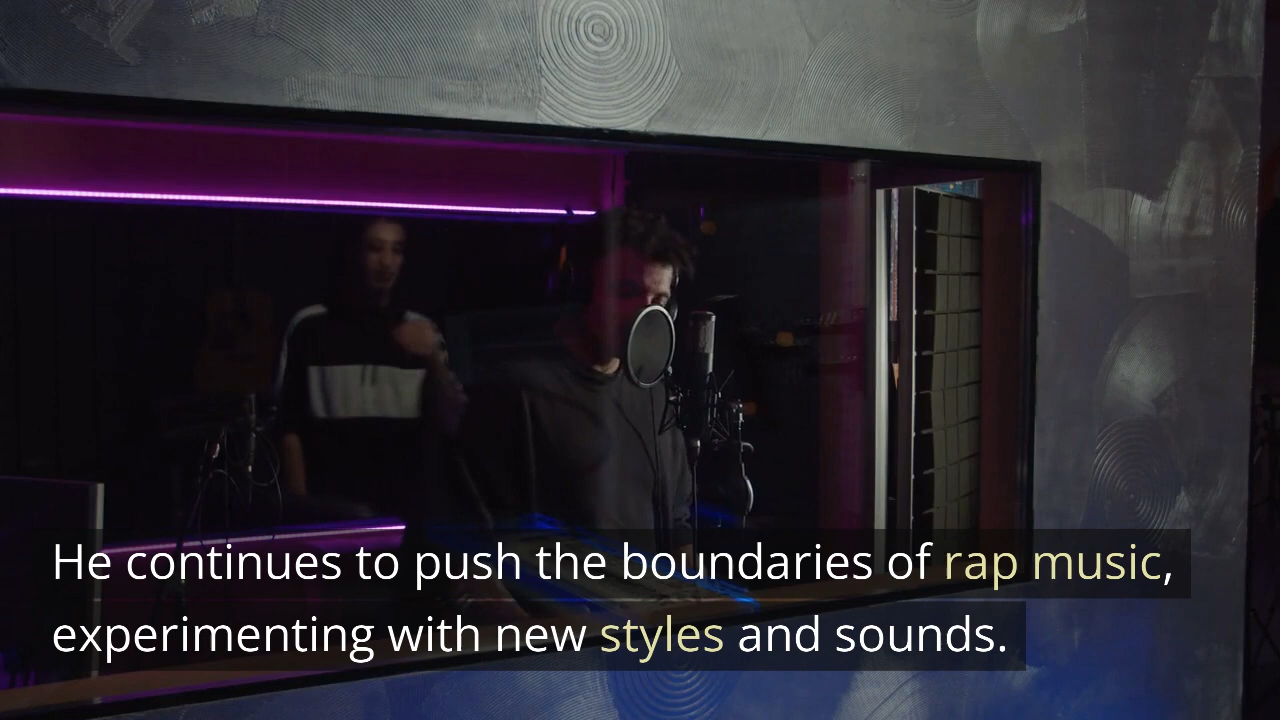 He continues to push the boundaries of rap music,
experimenting with new styles and sounds.